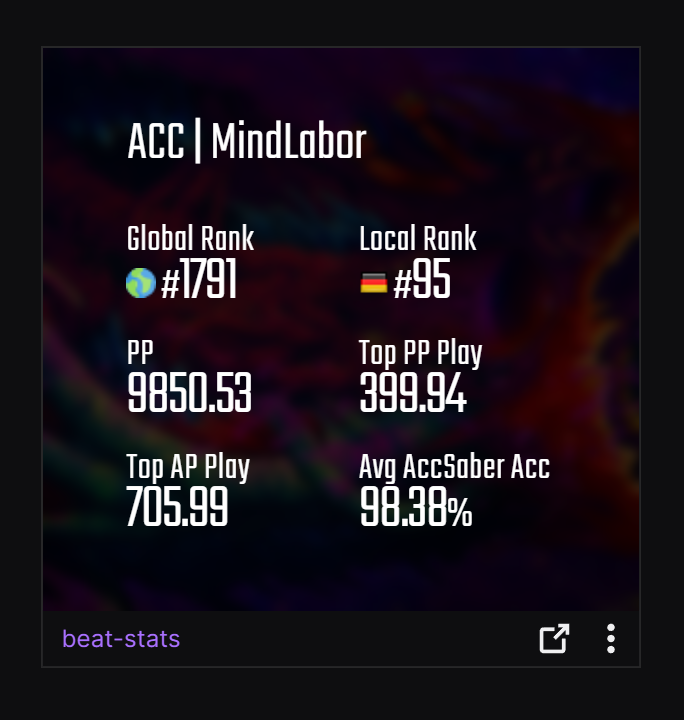 ACC | MindLabor
Global Rank
#1791
Local Rank
#95
PP
9850.53
Top PP Play
399.94
Top AP Play
705.99
Avg AccSaber Acc
98.38%
beat-stats